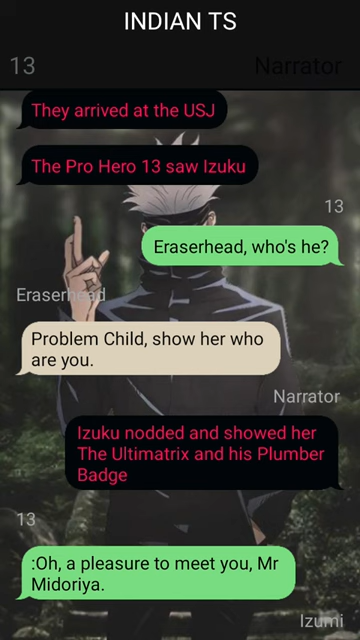 INDIAN TS
13
Narrator
They arrived at the USJ
The Pro Hero 13 saw Izuku
13
Eraserhead, who's he?
Eraserhead
Problem Child, show her who
are you.
Narrator
Izuku nodded and showed her
The Ultimatrix and his Plumber
Badge
13
:Oh, a pleasure to meet you, Mr
Midoriya.
Izumi